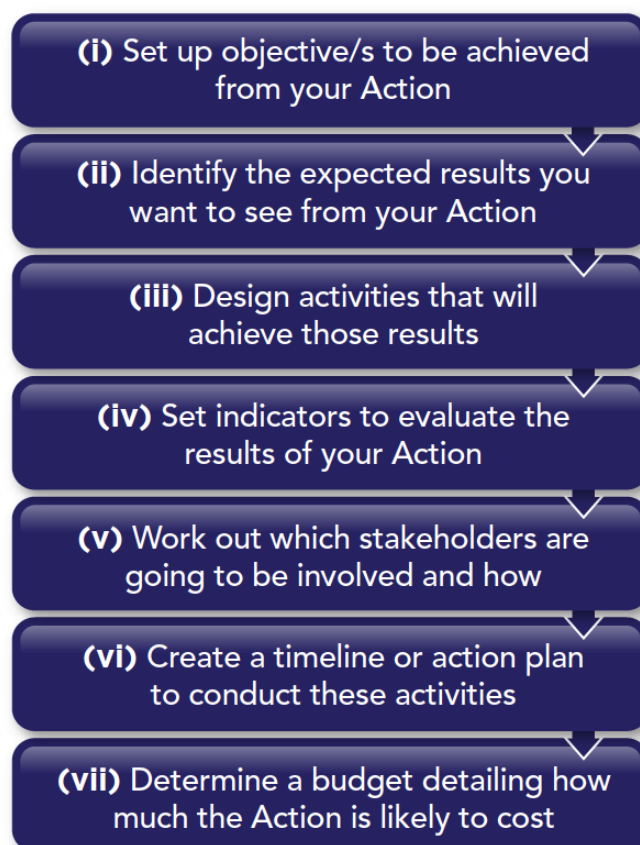 (i) Set up objective/s to be achieved
from your Action
(ii) Identify the expected results you
want to see from your Action
(iii) Design activities that will
achieve those results
(iv) Set indicators to evaluate the
results of your Action
(v) Work out which stakeholders are
going to be involved and how
(vi) Create a timeline or action plan
to conduct these activities
(vii) Determine a budget detailing how
much the Action is likely to cost